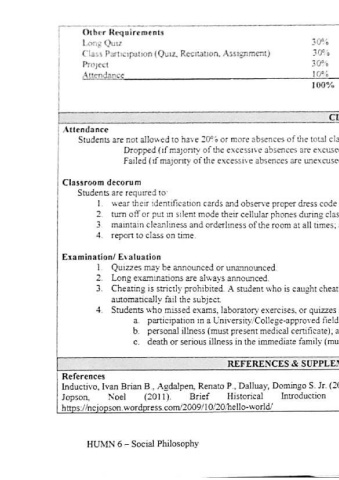 Other Requirements
Long Quiz 30%
Class Participation (Quiz, Recitation, Assignment) 30%
Project 30%
Attendance 10%
100%
Attendance
Students are not allowed to have 20% or more absences of the total
Dropped (if majority of the excessive absences are
Failed (if majority of the excessive absences are
Classroom decorum
Students are required to:
1. wear their identification cards and observe proper dress code
2. turn off or put in silent mode their cellular phones during
3. maintain cleanliness and orderliness of the room at all times;
4. report to class on time.
Examination/ Evaluation
1. Quizzes may be announced or unannounced.
2. Long examinations are always announced.
3. Cheating is strictly prohibited. A student who is caught
automatically fail the subject.
4. Students who missed exams, laboratory exercises, or quizzes
a. participation in a University/College-approved field
b. personal illness (must present medical certificate),
c. death or serious illness in the immediate family
REFERENCES &
References
Inductivo, Ivan Brian B., Agdalpen, Renato P., Dalluay, Domingo S. Jr.
Jopson, Noel (2011). Brief Historical Introduction
https://ncjopson.wordpress.com/2009/10/20/hello-world/
HUMN 6 – Social Philosophy